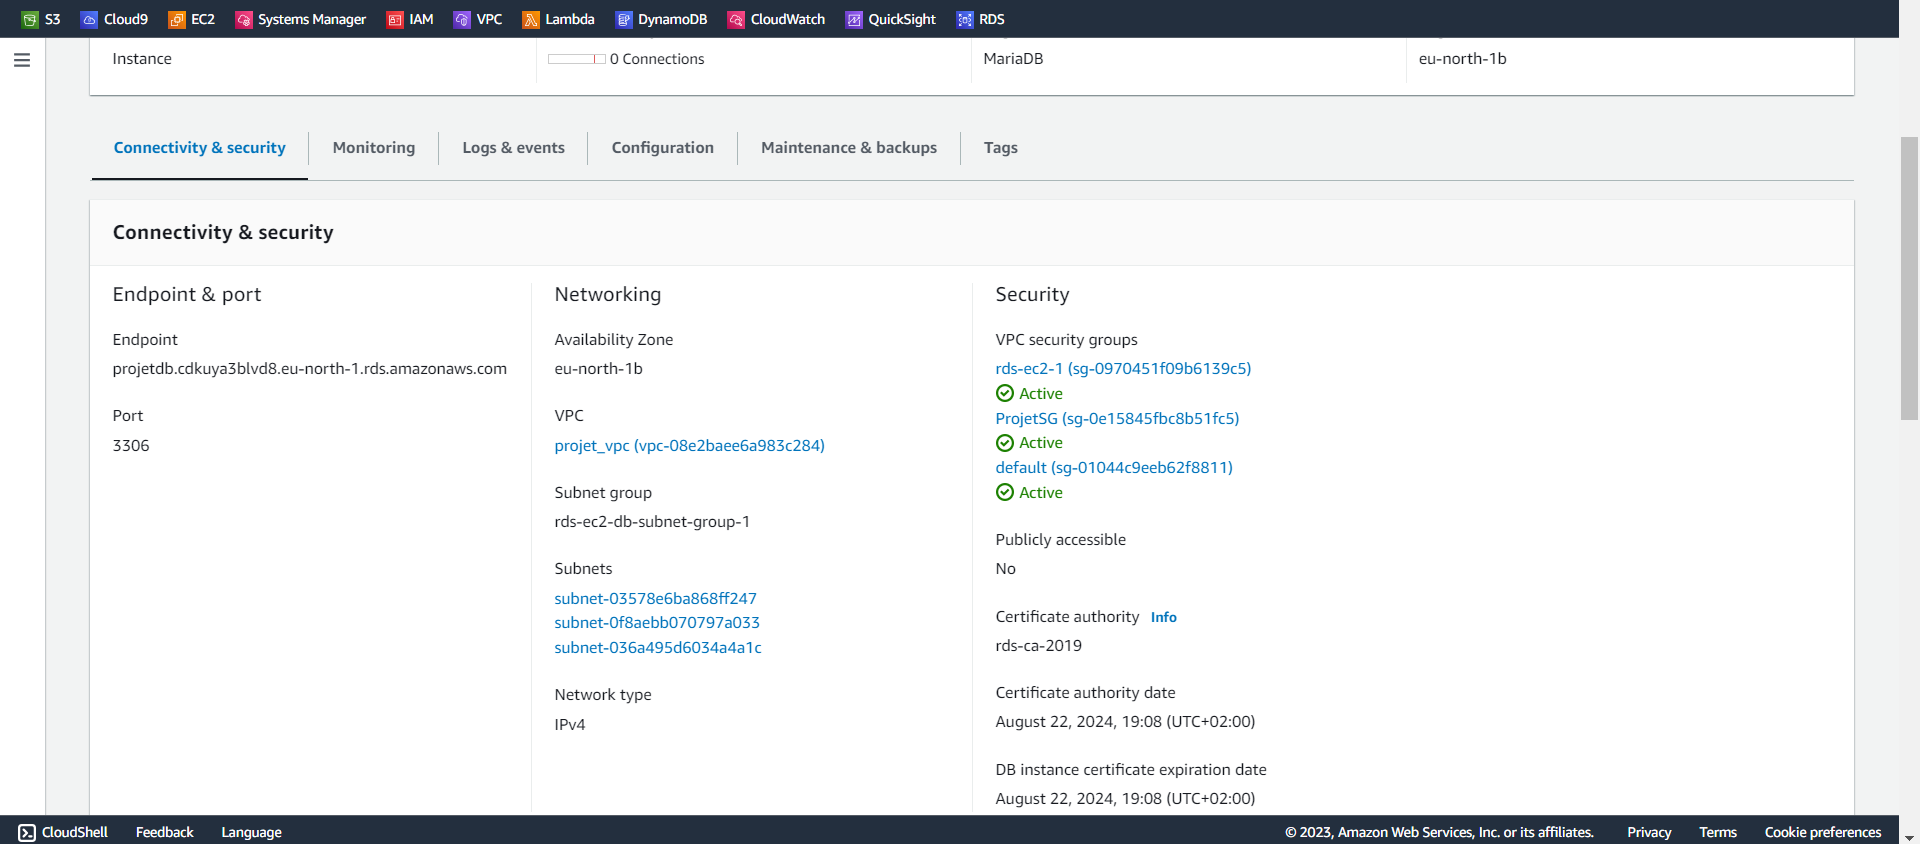 S3 Cloud9 EC2 Systems Manager IAM VPC Lambda DynamoDB CloudWatch QuickSight RDS
Instance 0 Connections MariaDB eu-north-1b
Connectivity & security Monitoring Logs & events Configuration Maintenance & backups Tags
Connectivity & security
Endpoint & port
Endpoint
projetdb.cdkuya3blvd8.eu-north-1.rds.amazonaws.com
Port
3306
Networking
Availability Zone
eu-north-1b
VPC
projet_vpc (vpc-08e2baee6a983c284)
Subnet group
rds-ec2-db-subnet-group-1
Subnets
subnet-03578e6ba868ff247
subnet-0f8aebb070797a033
subnet-036a495d6034a4a1c
Network type
IPv4
Security
VPC security groups
rds-ec2-1 (sg-0970451f09b6139c5)
Active
ProjetSG (sg-0e15845fbc8b51fc5)
Active
default (sg-01044c9eeb62f8811)
Active
Publicly accessible
No
Certificate authority Info
rds-ca-2019
Certificate authority date
August 22, 2024, 19:08 (UTC+02:00)
DB instance certificate expiration date
August 22, 2024, 19:08 (UTC+02:00)
CloudShell Feedback Language © 2023, Amazon Web Services, Inc. or its affiliates. Privacy Terms Cookie preferences